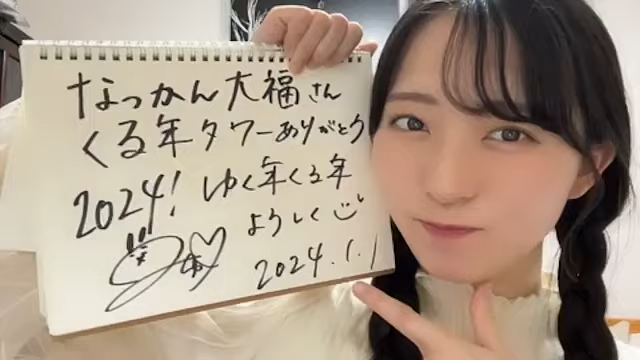 なっかん大福さん
くる年タワーありがとう
2024! ゆく年くる年
よろしく
2024.1.1